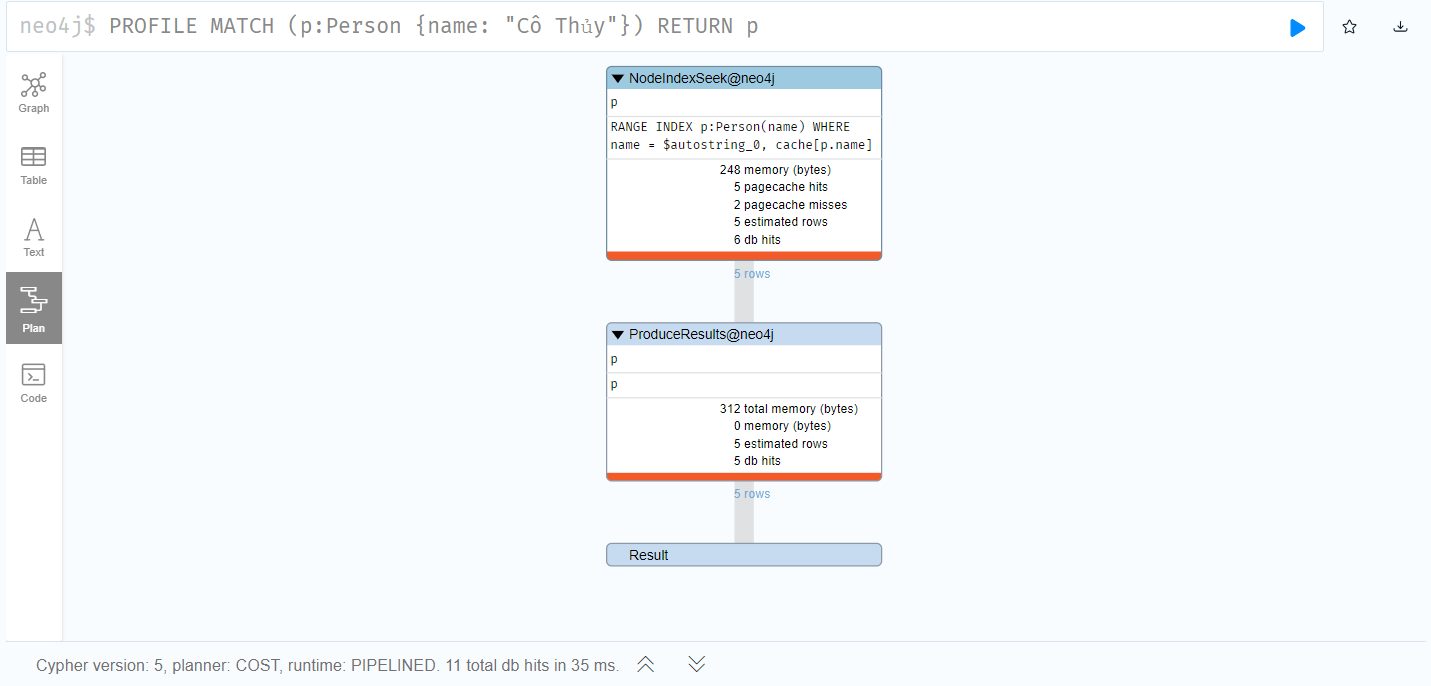 neo4j$ PROFILE MATCH (p:Person {name: "Cô Thủy"}) RETURN p
Graph
Table
Text
Plan
Code
NodeIndexSeek@neo4j
p
RANGE INDEX p:Person(name) WHERE
name = $autostring_0, cache[p.name]
248 memory (bytes)
5 pagecache hits
2 pagecache misses
5 estimated rows
6 db hits
5 rows
ProduceResults@neo4j
p
p
312 total memory (bytes)
0 memory (bytes)
5 estimated rows
5 db hits
5 rows
Result
Cypher version: 5, planner: COST, runtime: PIPELINED. 11 total db hits in 35 ms.